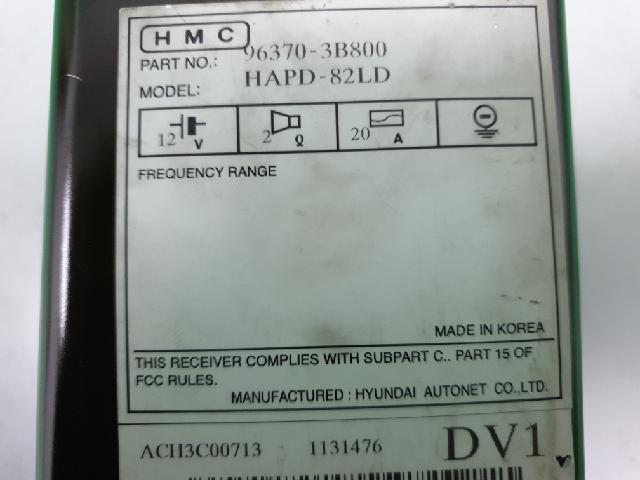 HMC
PART NO.: 96370-3B800
MODEL: HAPD-82LD
12 V 2 Ω 20 A
FREQUENCY RANGE
MADE IN KOREA
THIS RECEIVER COMPLIES WITH SUBPART C.. PART 15 OF
FCC RULES.
MANUFACTURED : HYUNDAI AUTONET CO.,LTD.
ACH3C00713 · 1131476 DV1